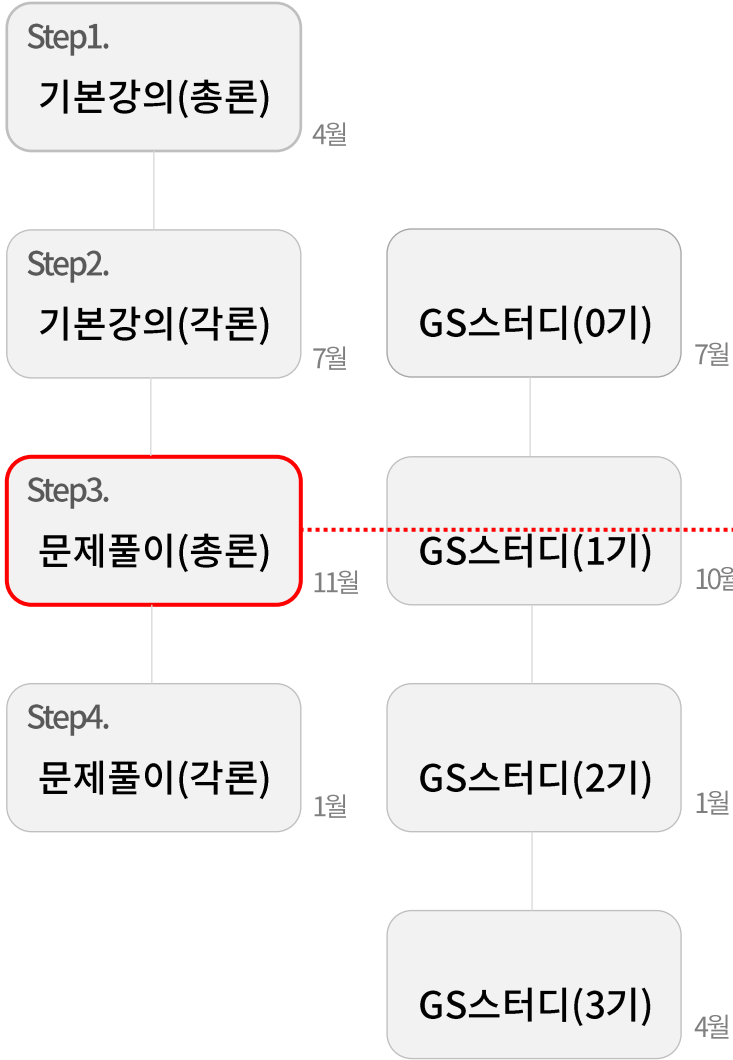 Step1.
기본강의(총론)
4월
Step2.
기본강의(각론)
7월
GS스터디(0기)
7월
Step3.
문제풀이(총론)
11월
GS스터디(1기)
10월
Step4.
문제풀이(각론)
1월
GS스터디(2기)
1월
GS스터디(3기)
4월